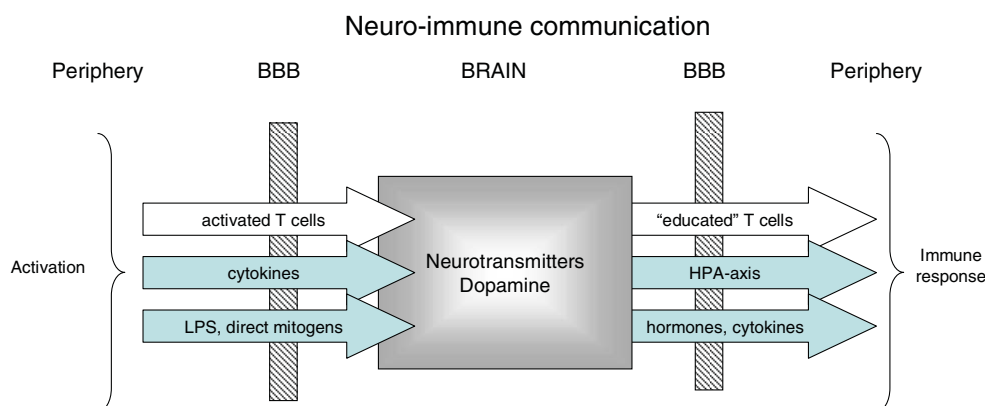 Neuro-immune communication
Periphery BBB BRAIN BBB Periphery
activated T cells
“educated” T cells
Activation
cytokines
Neurotransmitters
Dopamine
HPA-axis
Immune
response
LPS, direct mitogens
hormones, cytokines